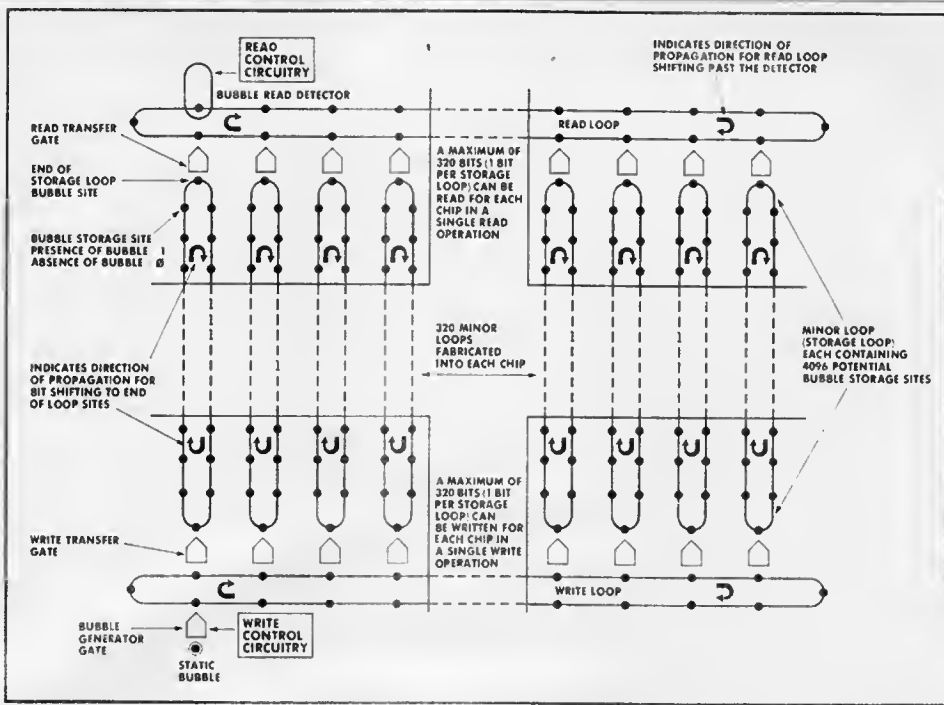 READ
CONTROL
CIRCUITRY
BUBBLE READ DETECTOR
INDICATES DIRECTION OF
PROPAGATION FOR READ LOOP
SHIFTING PAST THE DETECTOR
READ TRANSFER
GATE
READ LOOP
END OF
STORAGE LOOP
BUBBLE SITE
A MAXIMUM OF
320 BITS (1 BIT
PER STORAGE
LOOP) CAN BE
READ FOR EACH
CHIP IN A
SINGLE READ
OPERATION
BUBBLE STORAGE SITE
PRESENCE OF BUBBLE 1
ABSENCE OF BUBBLE Ø
320 MINOR
LOOPS
FABRICATED
INTO EACH CHIP
MINOR LOOP
(STORAGE LOOP)
EACH CONTAINING
4096 POTENTIAL
BUBBLE STORAGE SITES
INDICATES DIRECTION
OF PROPAGATION FOR
BIT SHIFTING TO END
OF LOOP SITES
A MAXIMUM OF
320 BITS (1 BIT
PER STORAGE
LOOP) CAN
BE WRITTEN FOR
EACH CHIP IN
A SINGLE WRITE
OPERATION
WRITE TRANSFER
GATE
WRITE LOOP
BUBBLE
GENERATOR
GATE
WRITE
CONTROL
CIRCUITRY
STATIC
BUBBLE